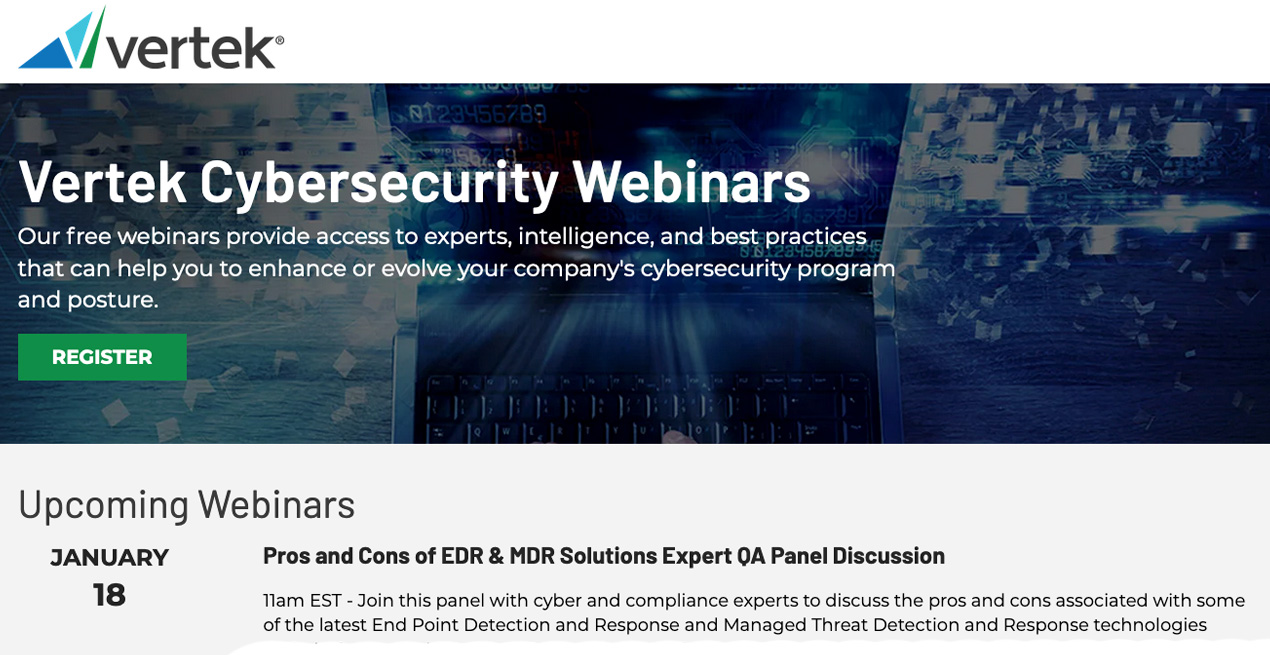 vertek®
0123456789
Vertek Cybersecurity Webinars
Our free webinars provide access to experts, intelligence, and best practices
that can help you to enhance or evolve your company's cybersecurity program
and posture.
REGISTER
Upcoming Webinars
JANUARY
18
Pros and Cons of EDR & MDR Solutions Expert QA Panel Discussion
11am EST - Join this panel with cyber and compliance experts to discuss the pros and cons associated with some
of the latest End Point Detection and Response and Managed Threat Detection and Response technologies